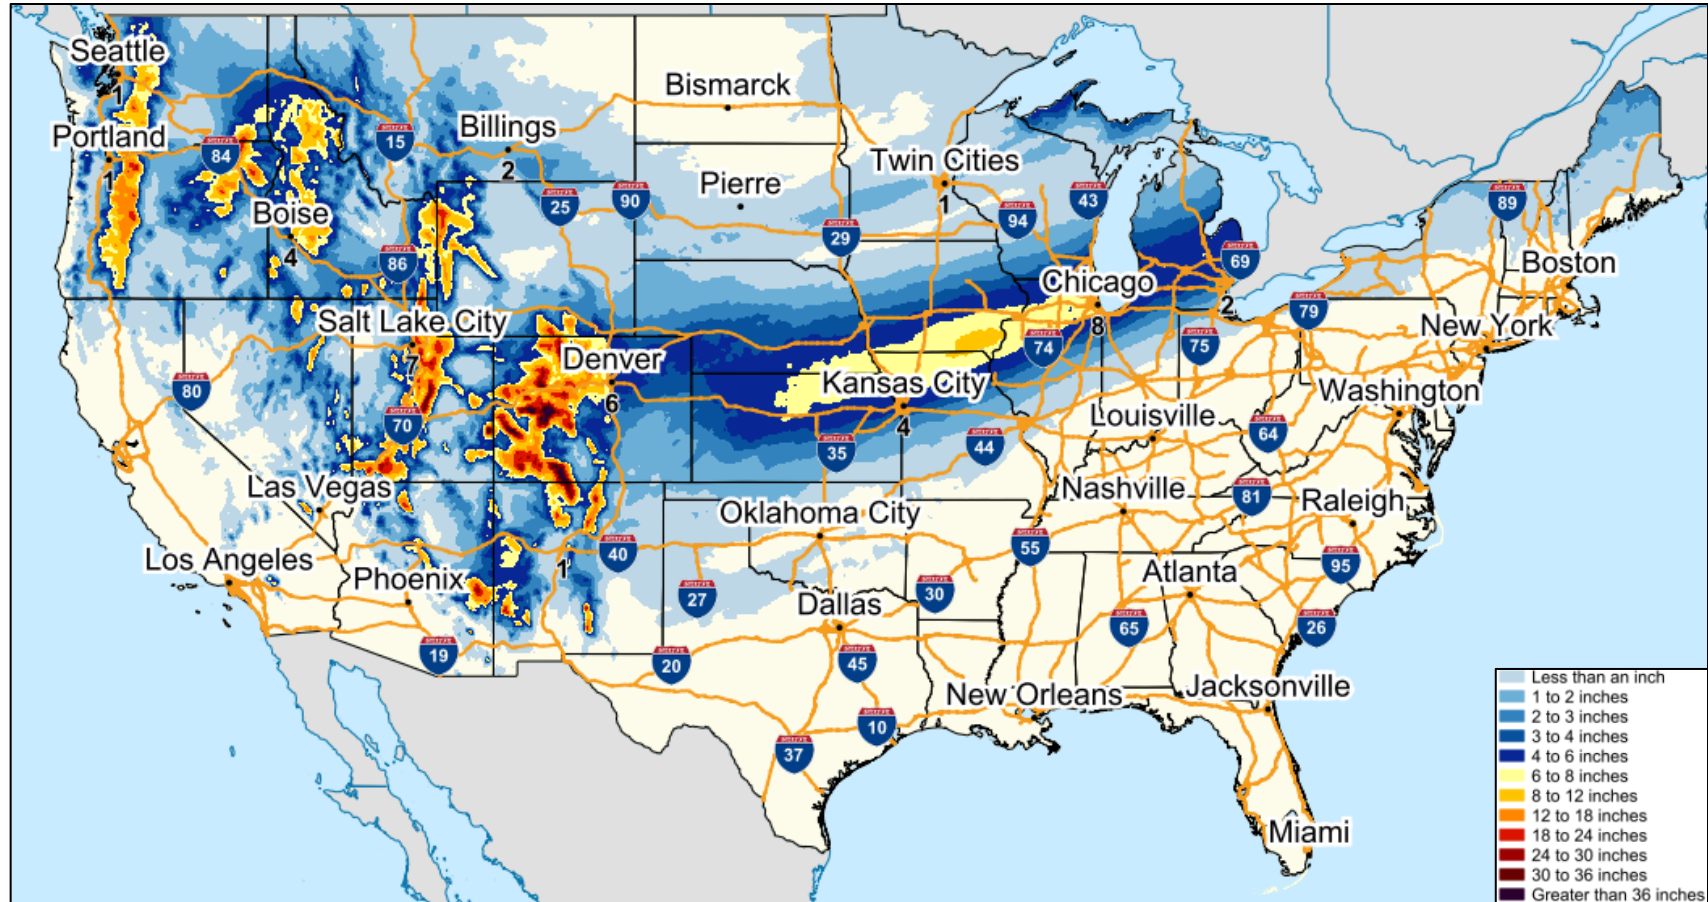 Seattle
1
Portland
1
84
15
Billings
2
Bismarck
Twin Cities
1
Pierre
25
90
43
94
89
Boise
4
86
29
69
Boston
Chicago
8
2
79
Salt Lake City
7
New York
74
75
Denver
6
Kansas City
4
80
Washington
70
Louisville
64
35
44
Las Vegas
Nashville
81
Raleigh
Oklahoma City
40
55
Los Angeles
Phoenix
1
95
Atlanta
27
30
Dallas
65
26
19
20
45
New Orleans
Jacksonville
10
37
Miami
Less than an inch
1 to 2 inches
2 to 3 inches
3 to 4 inches
4 to 6 inches
6 to 8 inches
8 to 12 inches
12 to 18 inches
18 to 24 inches
24 to 30 inches
30 to 36 inches
Greater than 36 inches